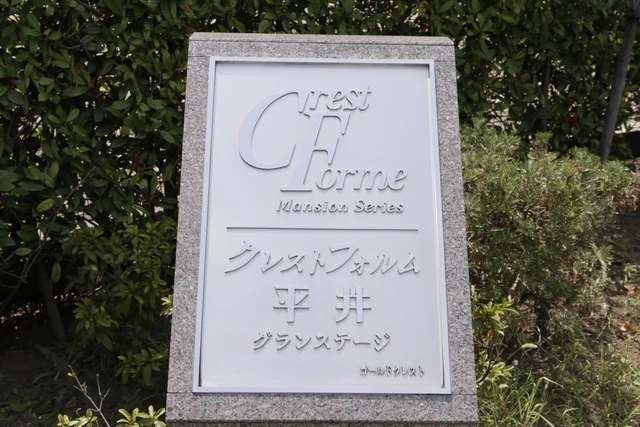 Crest
Forme
Mansion Series
クレストフォルム
平井
グランステージ
ゴールドクレスト